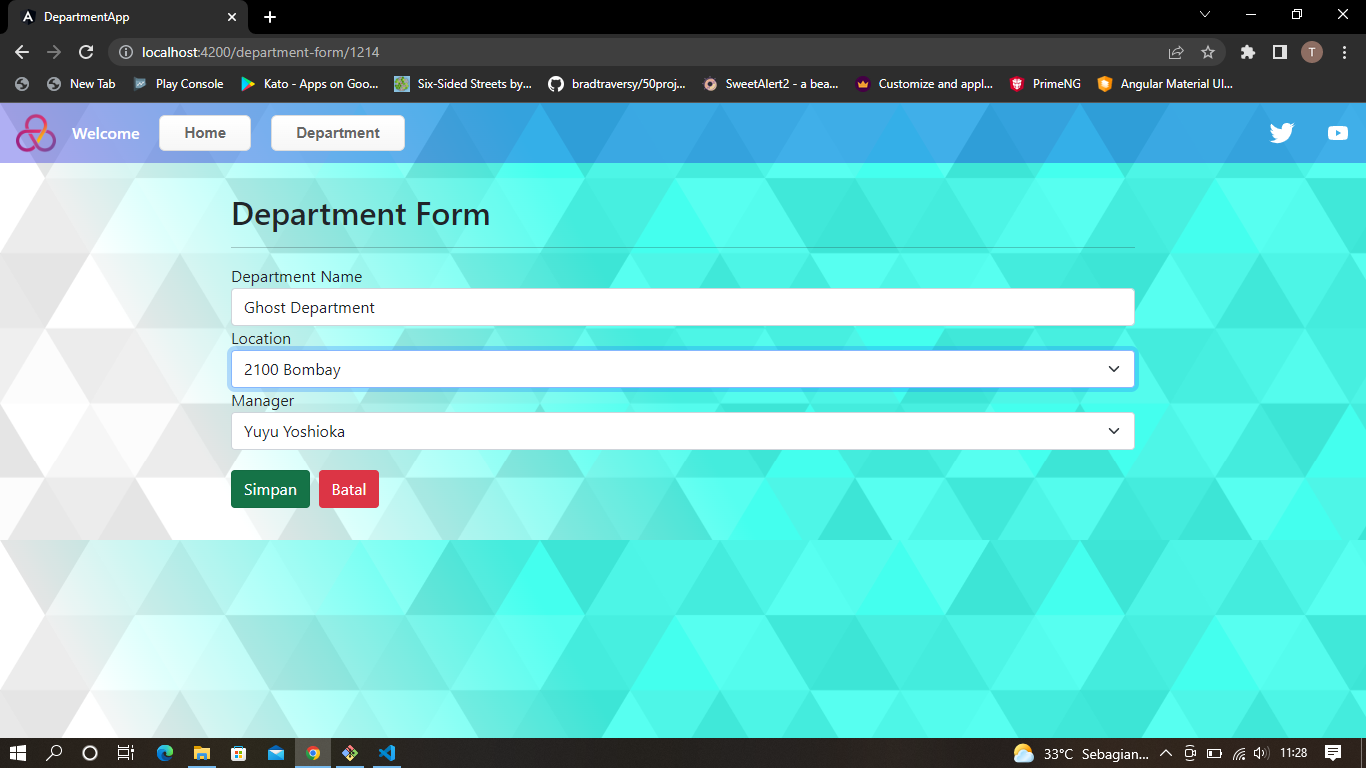 DepartmentApp
localhost:4200/department-form/1214
T
New Tab
Play Console
Kato - Apps on Goo...
Six-Sided Streets by...
bradtraversy/50proj...
SweetAlert2 - a bea...
Customize and appl...
PrimeNG
Angular Material UI...
Welcome
Home
Department
Department Form
Department Name
Ghost Department
Location
2100 Bombay
Manager
Yuyu Yoshioka
Simpan
Batal
33°C Sebagian...
11:28